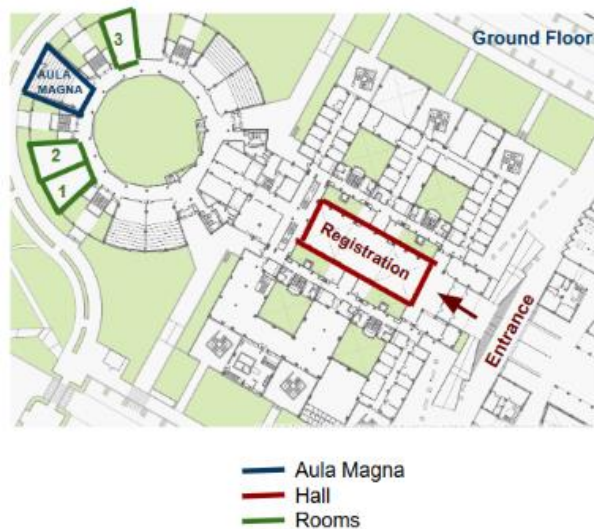 3
Ground Floor
AULA
MAGNA
2
1
Registration
Entrance
Aula Magna
Hall
Rooms